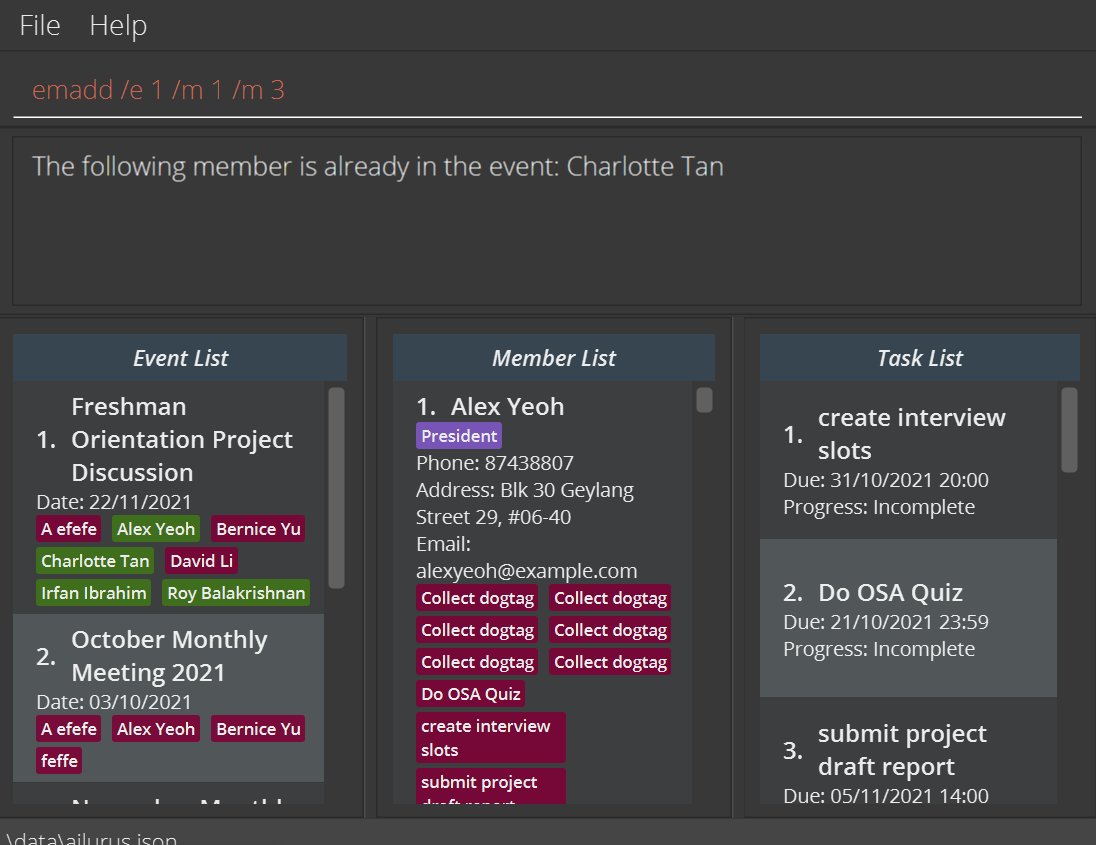 File Help
emadd /e 1 /m 1 /m 3
The following member is already in the event: Charlotte Tan
Event List
Freshman
1. Orientation Project
Discussion
Date: 22/11/2021
A efefe Alex Yeoh Bernice Yu
Charlotte Tan David Li
Irfan Ibrahim Roy Balakrishnan
2. October Monthly
Meeting 2021
Date: 03/10/2021
A efefe Alex Yeoh Bernice Yu
feffe
Member List
1. Alex Yeoh
President
Phone: 87438807
Address: Blk 30 Geylang
Street 29, #06-40
Email:
alexyeoh@example.com
Collect dogtag Collect dogtag
Collect dogtag Collect dogtag
Collect dogtag Collect dogtag
Do OSA Quiz
create interview
slots
submit project
draft report
Task List
1. create interview
slots
Due: 31/10/2021 20:00
Progress: Incomplete
2. Do OSA Quiz
Due: 21/10/2021 23:59
Progress: Incomplete
3. submit project
draft report
Due: 05/11/2021 14:00
\data\ailurus.json